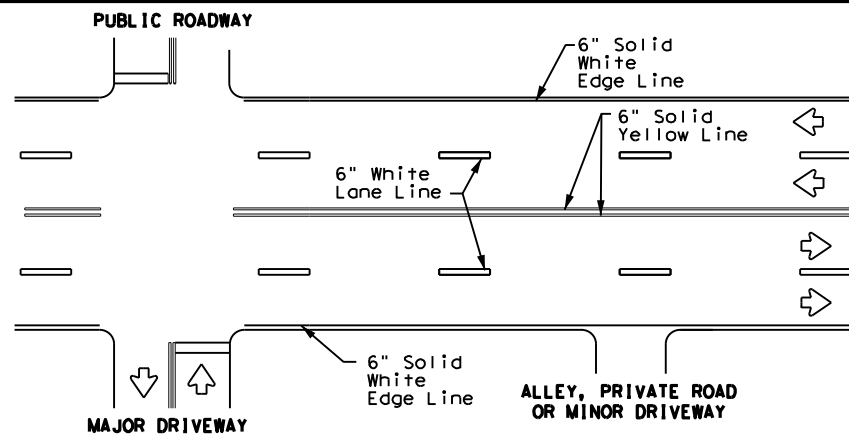 PUBLIC ROADWAY
6" Solid
White
Edge Line
6" Solid
Yellow Line
6" White
Lane Line
6" Solid
White
Edge Line
ALLEY, PRIVATE ROAD
OR MINOR DRIVEWAY
MAJOR DRIVEWAY